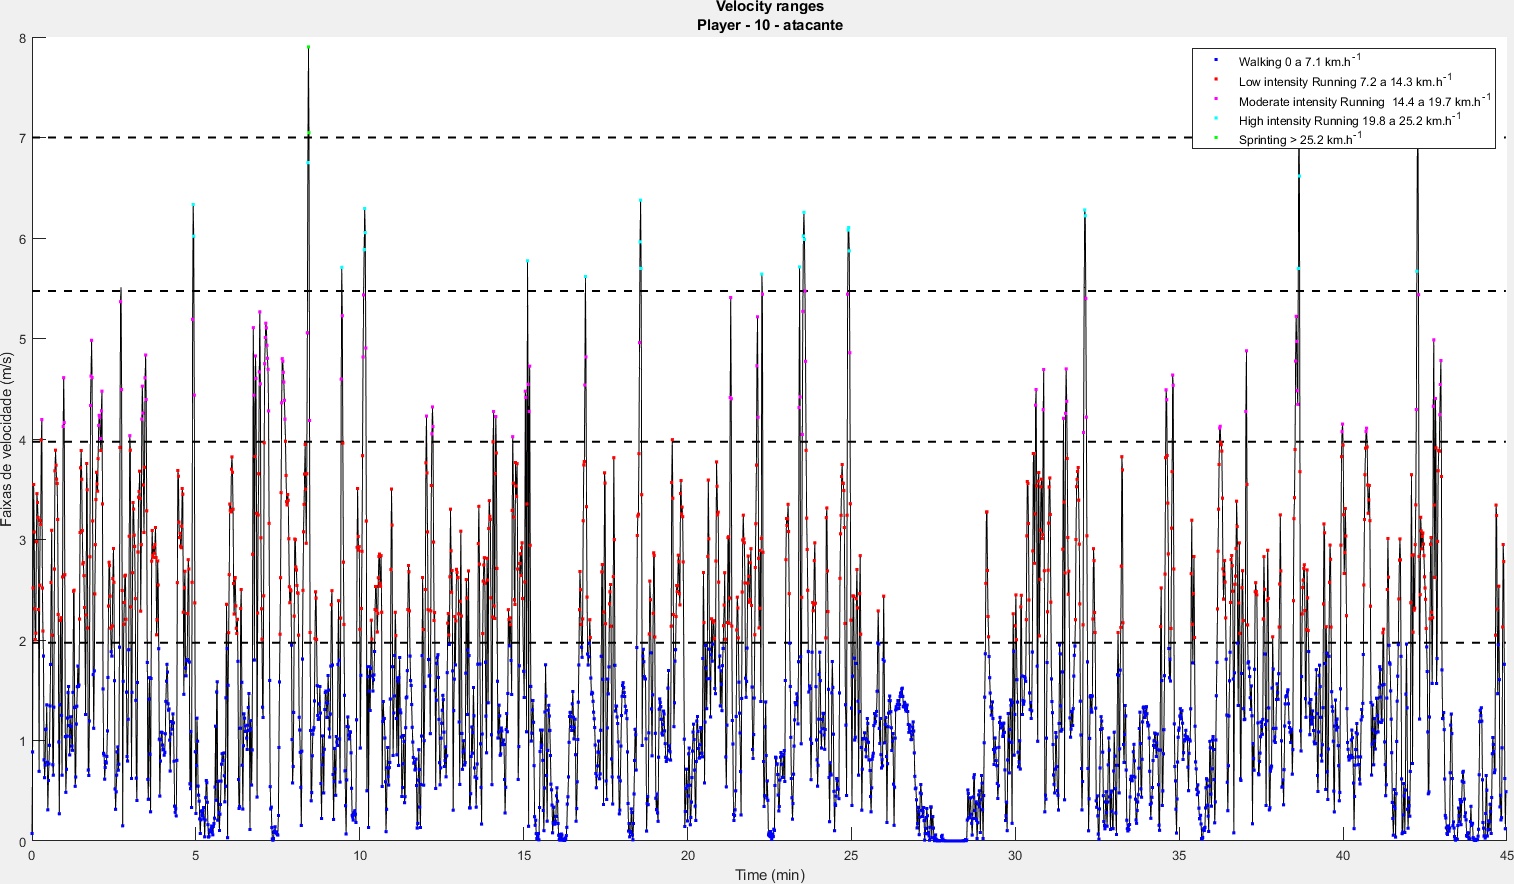 Velocity ranges
Player - 10 - atacante
Walking 0 a 7.1 km.h-1
Low intensity Running 7.2 a 14.3 km.h-1
Moderate intensity Running 14.4 a 19.7 km.h-1
High intensity Running 19.8 a 25.2 km.h-1
Sprinting > 25.2 km.h-1
Faixas de velocidade (m/s)
8
7
6
5
4
3
2
1
0
0 5 10 15 20 25 30 35 40 45
Time (min)